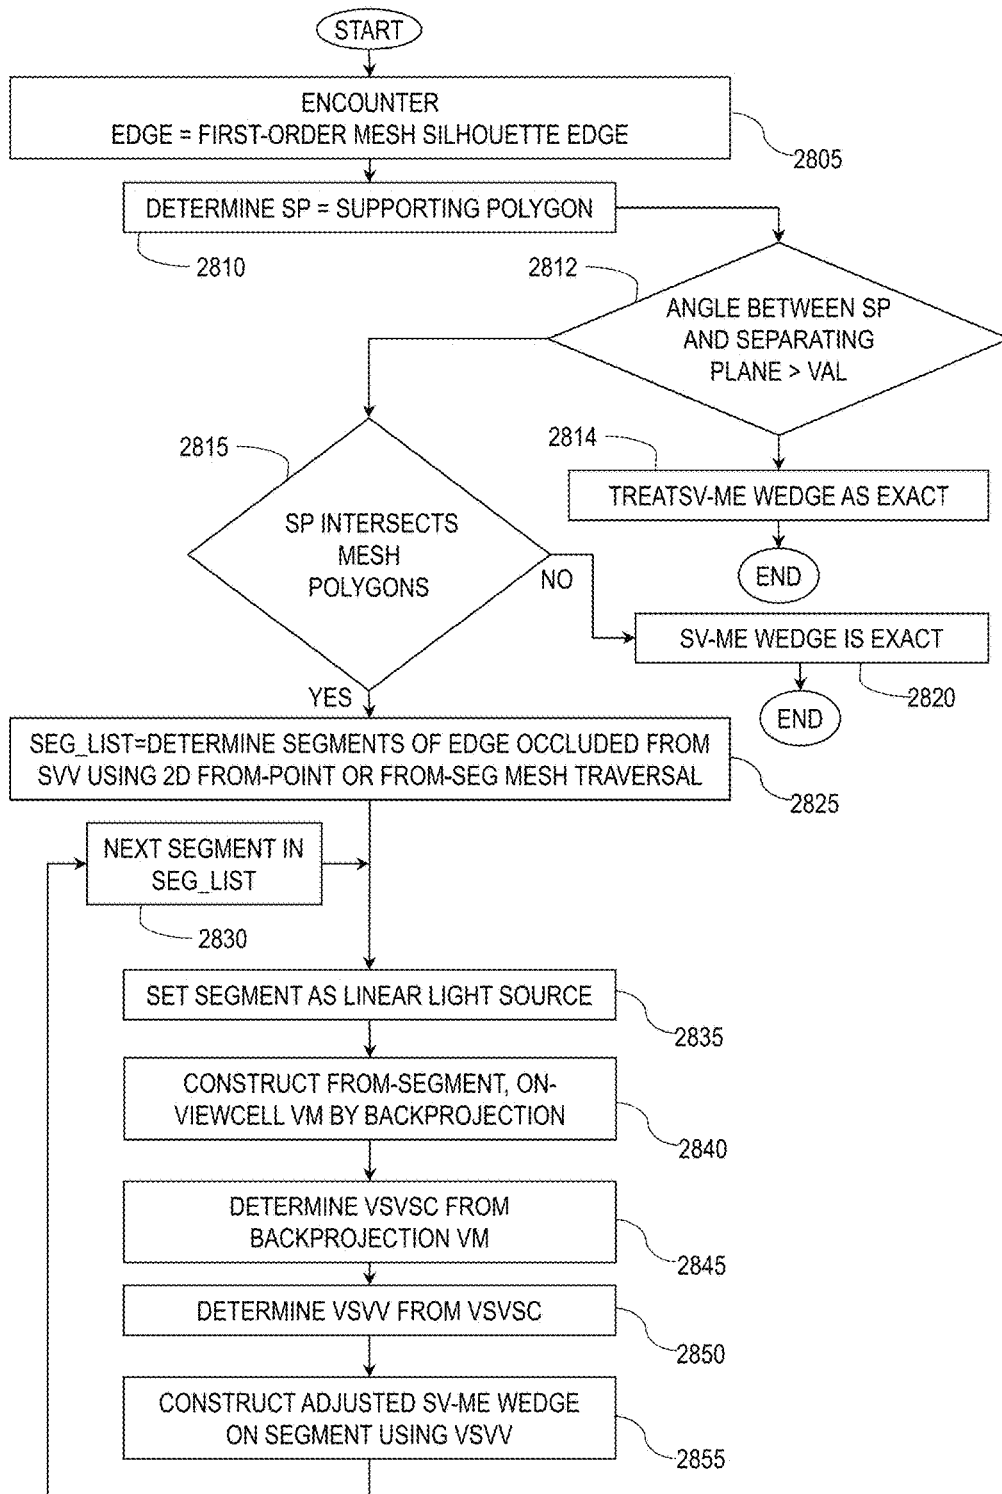 START
ENCOUNTER
EDGE = FIRST-ORDER MESH SILHOUETTE EDGE
2805
DETERMINE SP = SUPPORTING POLYGON
2810
2812
ANGLE BETWEEN SP
AND SEPARATING
PLANE > VAL
2814
TREATSV-ME WEDGE AS EXACT
END
2815
SP INTERSECTS
MESH
POLYGONS
NO
SV-ME WEDGE IS EXACT
2820
END
YES
SEG_LIST=DETERMINE SEGMENTS OF EDGE OCCLUDED FROM
SVV USING 2D FROM-POINT OR FROM-SEG MESH TRAVERSAL
2825
NEXT SEGMENT IN
SEG_LIST
2830
SET SEGMENT AS LINEAR LIGHT SOURCE
2835
CONSTRUCT FROM-SEGMENT, ON-
VIEWCELL VM BY BACKPROJECTION
2840
DETERMINE VSVSC FROM
BACKPROJECTION VM
2845
DETERMINE VSVV FROM VSVSC
2850
CONSTRUCT ADJUSTED SV-ME WEDGE
ON SEGMENT USING VSVV
2855